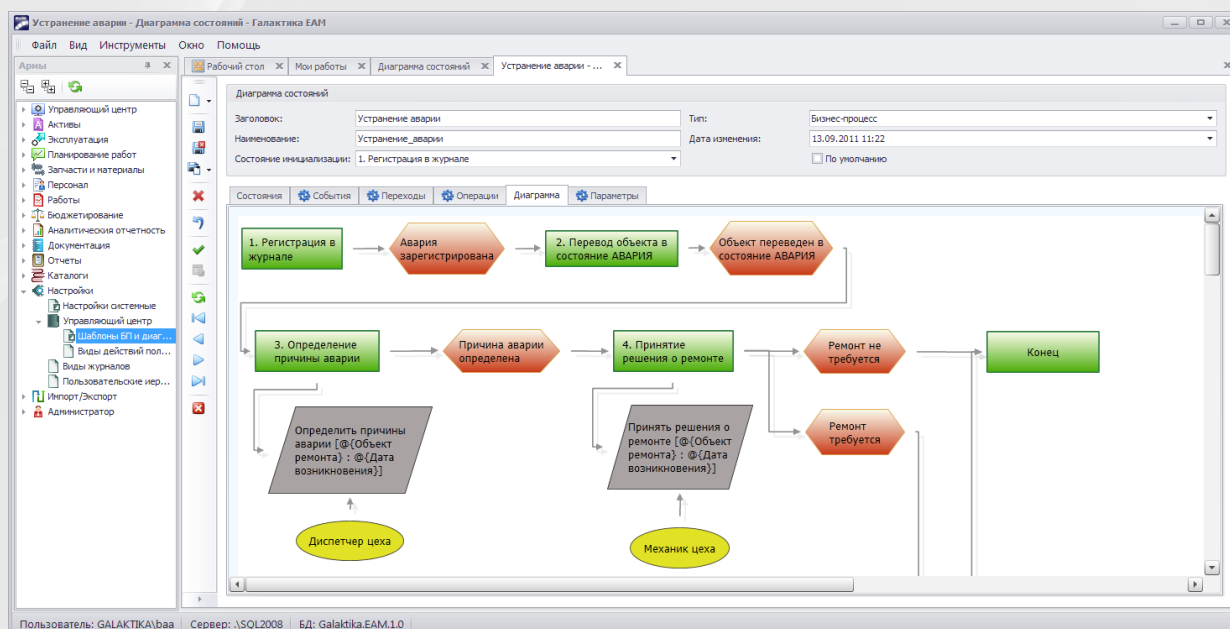 Устранение аварии - Диаграмма состояний - Галактика EAM
Файл Вид Инструменты Окно Помощь
Армы
Рабочий стол
Мои работы
Диаграмма состояний
Устранение аварии - ...
Управляющий центр
Активы
Эксплуатация
Планирование работ
Запчасти и материалы
Персонал
Работы
Бюджетирование
Аналитическая отчетность
Документация
Отчеты
Каталоги
Настройки
Настройки системные
Управляющий центр
Шаблоны БП и диаг...
Виды действий пол...
Виды журналов
Пользовательские иер...
Импорт/Экспорт
Администратор
Диаграмма состояний
Заголовок: Устранение аварии
Тип: Бизнес-процесс
Наименование: Устранение_аварии
Дата изменения: 13.09.2011 11:22
Состояние инициализации: 1. Регистрация в журнале
По умолчанию
Состояния
События
Переходы
Операции
Диаграмма
Параметры
1. Регистрация в
журнале
Авария
зарегистрирована
2. Перевод объекта в
состояние АВАРИЯ
Объект переведен в
состояние АВАРИЯ
3. Определение
причины аварии
Причина аварии
определена
4. Принятие
решения о ремонте
Ремонт не
требуется
Конец
Ремонт
требуется
Определить причины
аварии [@{Объект
ремонта} : @{Дата
возникновения}]
Принять решения о
ремонте [@{Объект
ремонта} : @{Дата
возникновения}]
Диспетчер цеха
Механик цеха
Пользователь: GALAKTIKA\baa
Сервер: .\SQL2008
БД: Galaktika.EAM.1.0